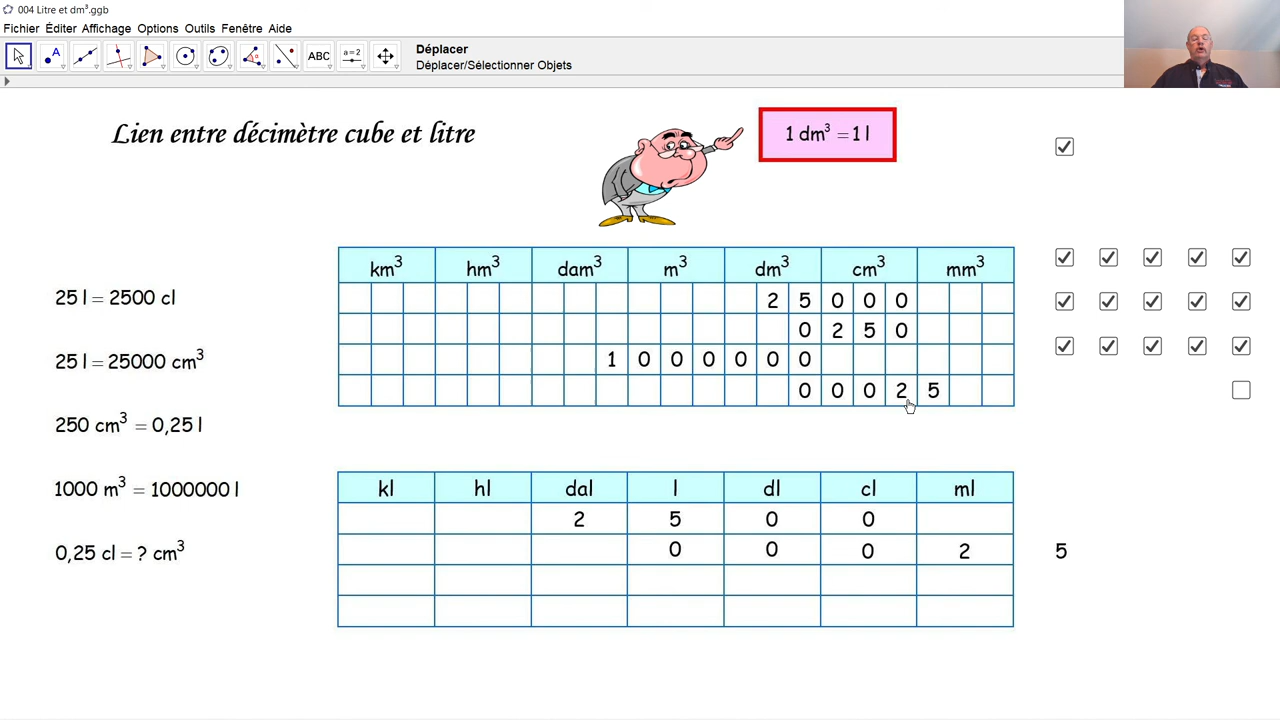 004 Litre et dm³.ggb
Fichier Éditer Affichage Options Outils Fenêtre Aide
A
ABC
a=2
Déplacer
Déplacer/Sélectionner Objets
Lien entre décimètre cube et litre
1 dm³ = 1 l
km³ hm³ dam³ m³ dm³ cm³ mm³
2 5 0 0 0
0 2 5 0
1 0 0 0 0 0 0
0 0 0 2 5
25 l = 2500 cl
25 l = 25000 cm³
250 cm³ = 0,25 l
1000 m³ = 1000000 l
0,25 cl = ? cm³
kl hl dal l dl cl ml
2 5 0 0
0 0 0 2 5